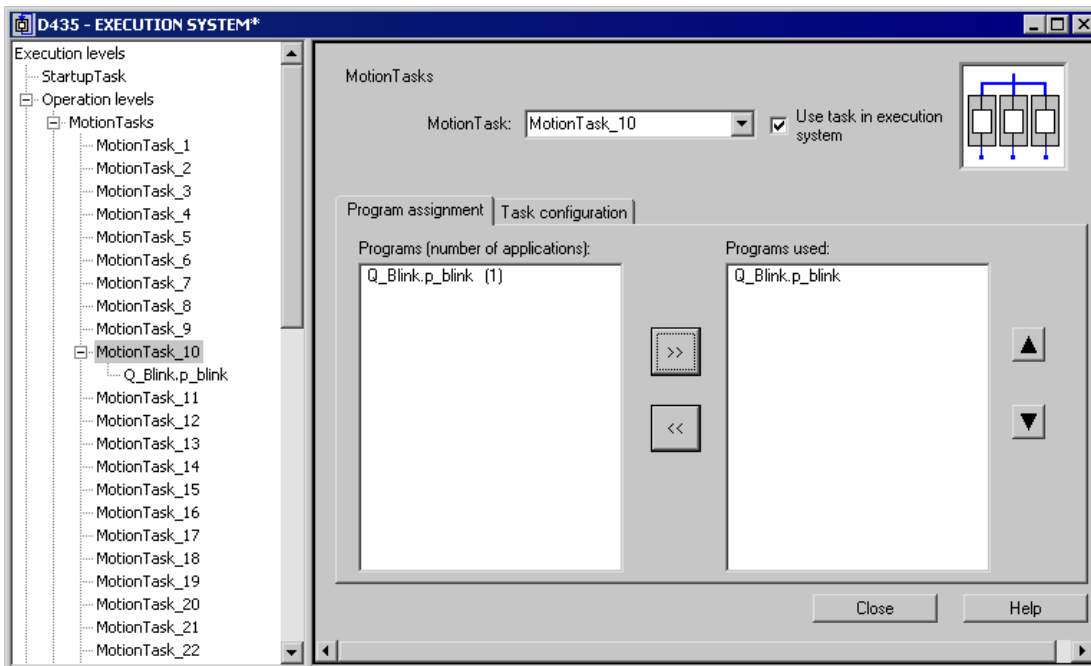 D435 - EXECUTION SYSTEM*
Execution levels
StartupTask
Operation levels
MotionTasks
MotionTask_1
MotionTask_2
MotionTask_3
MotionTask_4
MotionTask_5
MotionTask_6
MotionTask_7
MotionTask_8
MotionTask_9
MotionTask_10
Q_Blink.p_blink
MotionTask_11
MotionTask_12
MotionTask_13
MotionTask_14
MotionTask_15
MotionTask_16
MotionTask_17
MotionTask_18
MotionTask_19
MotionTask_20
MotionTask_21
MotionTask_22
MotionTasks
MotionTask: MotionTask_10
Use task in execution
system
Program assignment Task configuration
Programs (number of applications):
Q_Blink.p_blink (1)
>>
<<
Programs used:
Q_Blink.p_blink
Close Help